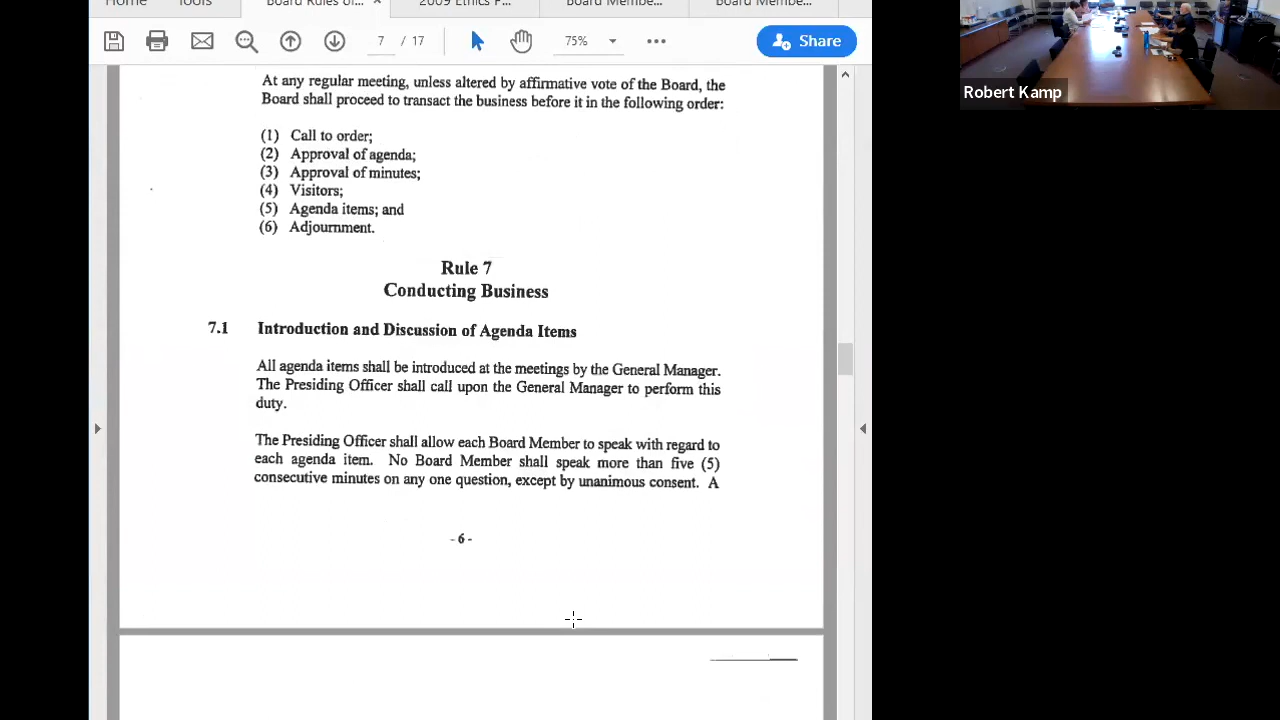 Home
Tools
Board Rules of...
2009 Ethics P...
Board Membe...
Board Membe...
7 / 17
75%
Share
Robert Kamp
At any regular meeting, unless altered by affirmative vote of the Board, the
Board shall proceed to transact the business before it in the following order:
(1) Call to order;
(2) Approval of agenda;
(3) Approval of minutes;
(4) Visitors;
(5) Agenda items; and
(6) Adjournment.
Rule 7
Conducting Business
7.1 Introduction and Discussion of Agenda Items
All agenda items shall be introduced at the meetings by the General Manager.
The Presiding Officer shall call upon the General Manager to perform this
duty.
The Presiding Officer shall allow each Board Member to speak with regard to
each agenda item. No Board Member shall speak more than five (5)
consecutive minutes on any one question, except by unanimous consent. A
- 6 -